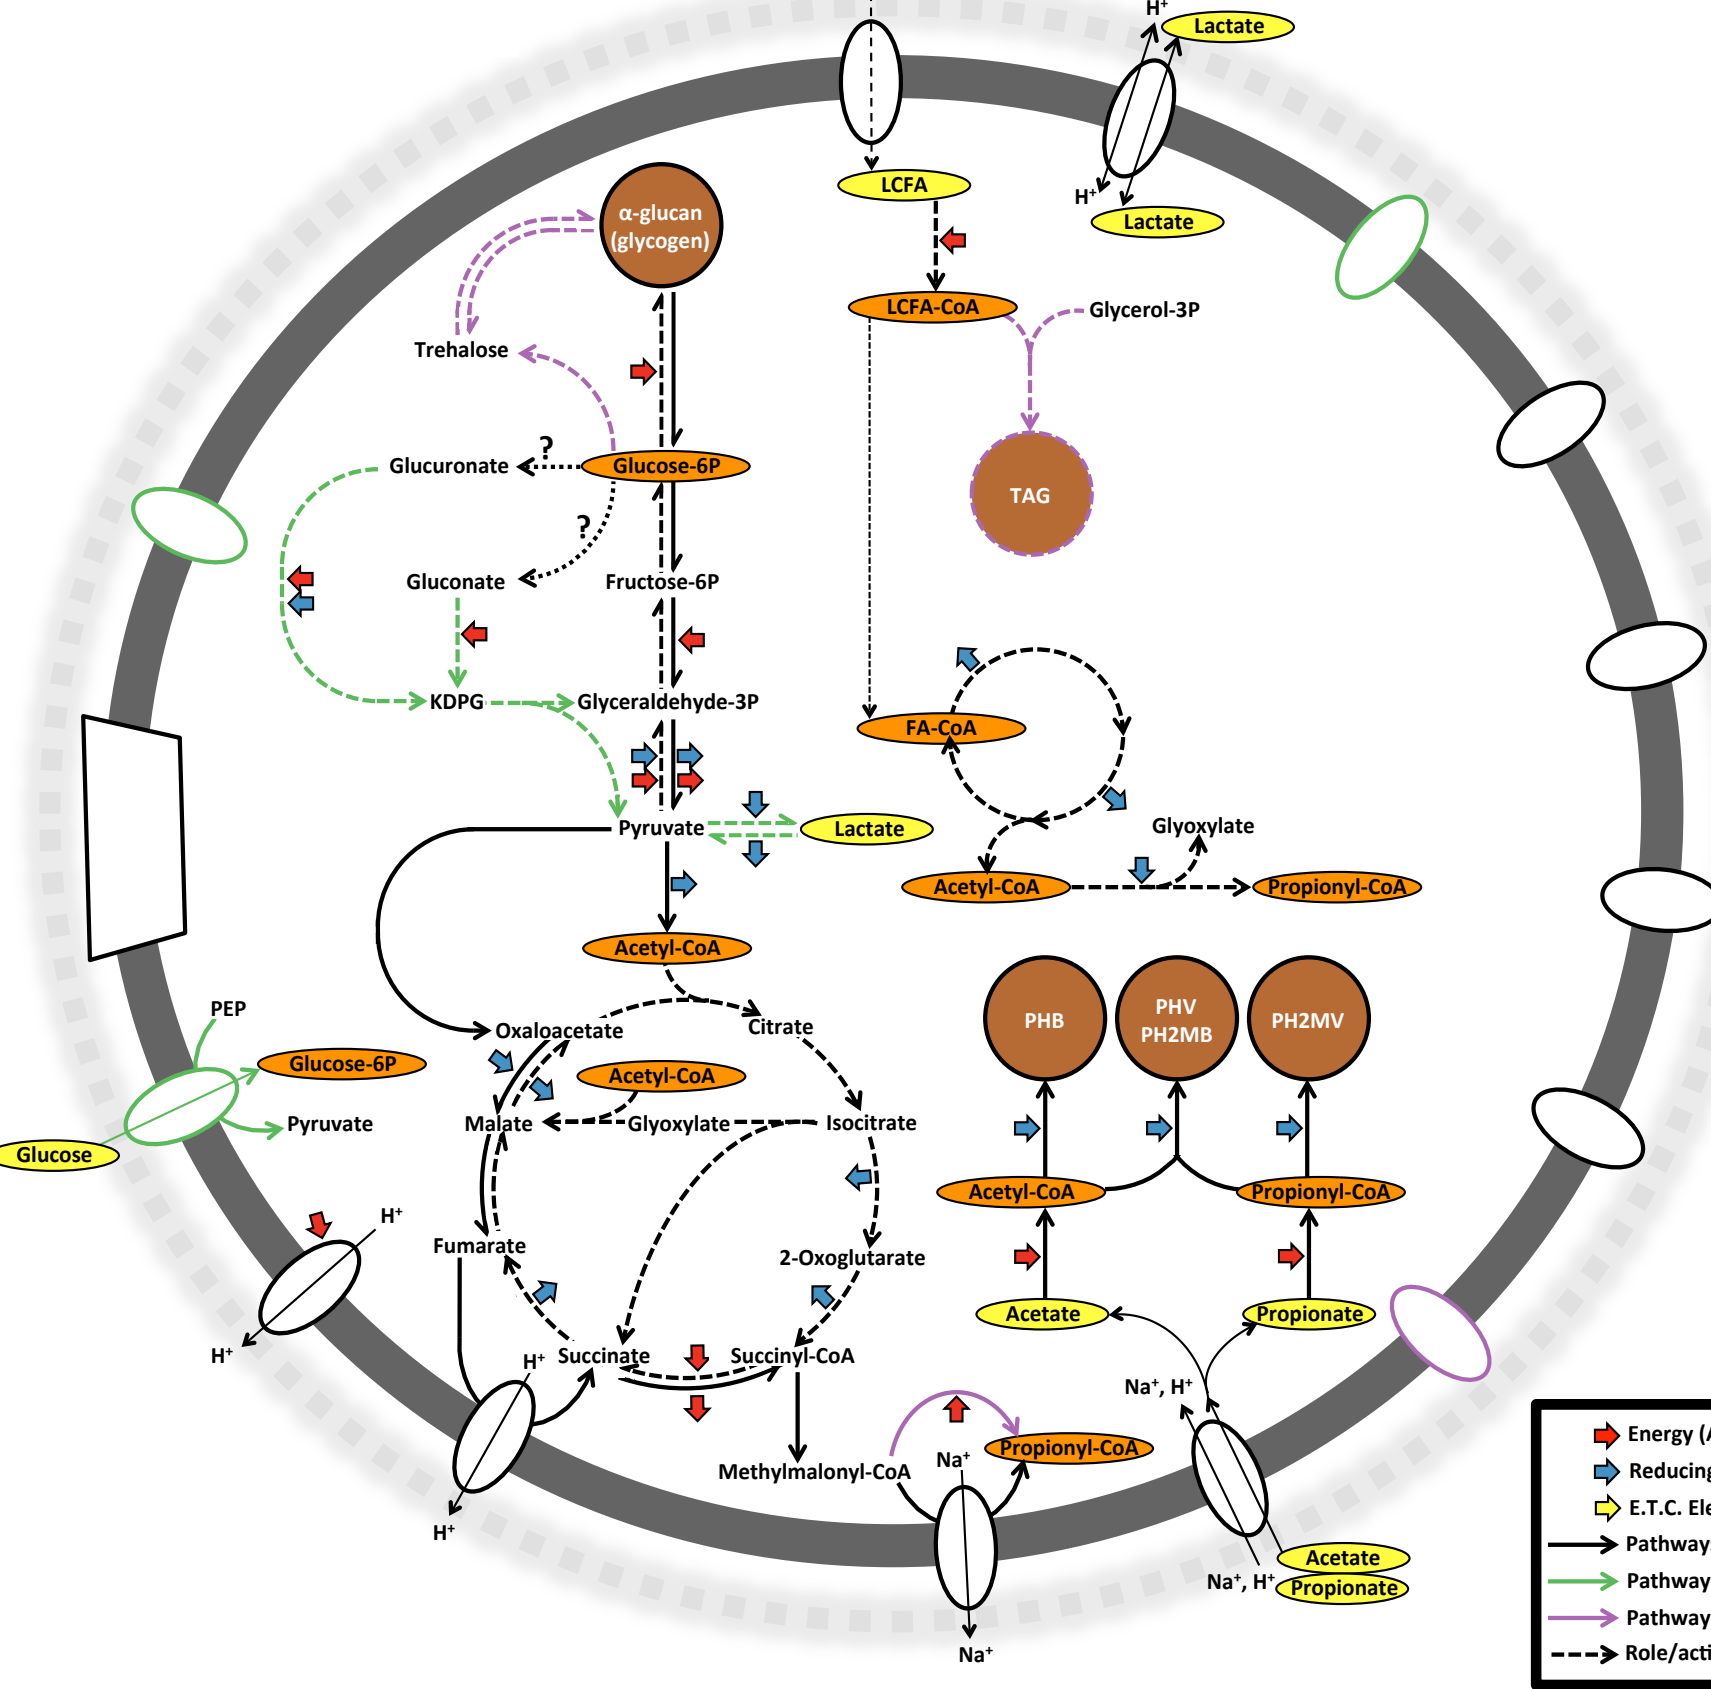 H+
Lactate
LCFA
H+
Lactate
α-glucan
(glycogen)
LCFA-CoA
Glycerol-3P
Trehalose
?
Glucuronate
Glucose-6P
TAG
?
Gluconate
Fructose-6P
KDPG
Glyceraldehyde-3P
FA-CoA
Pyruvate
Lactate
Glyoxylate
Acetyl-CoA
Propionyl-CoA
Acetyl-CoA
PEP
Oxaloacetate
Citrate
PHB
PHV
PH2MB
PH2MV
Glucose-6P
Acetyl-CoA
Pyruvate
Malate
Glyoxylate
Isocitrate
Glucose
Acetyl-CoA
Propionyl-CoA
H+
Fumarate
2-Oxoglutarate
Acetate
Propionate
H+
H+
Succinate
Succinyl-CoA
Na+, H+
Methylmalonyl-CoA
Na+
Propionyl-CoA
H+
Acetate
Na+, H+
Propionate
Na+
Energy (A
Reducing
E.T.C. Ele
Pathway
Pathway
Pathway
Role/acti